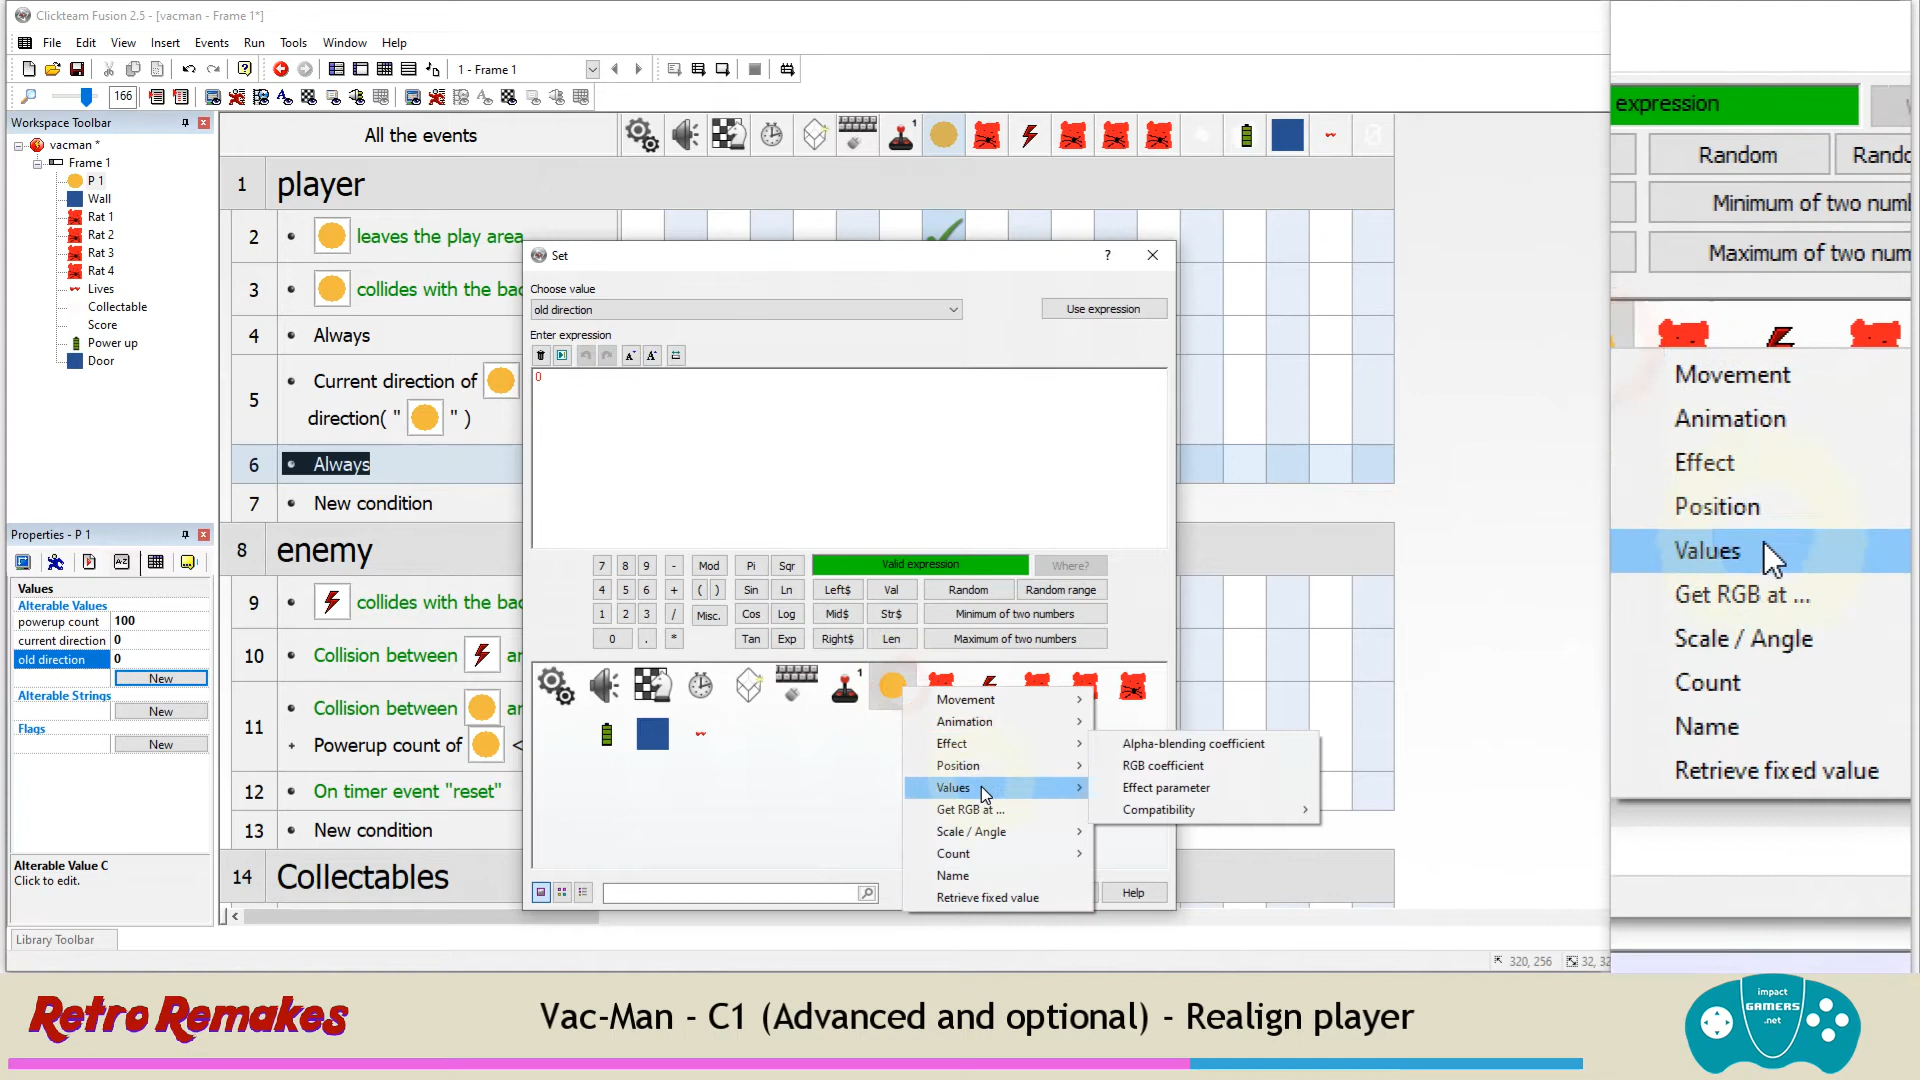 Clickteam Fusion 2.5 - [vacman - Frame 1*]
File Edit View Insert Events Run Tools Window Help
1 - Frame 1
166
Workspace Toolbar
vacman *
Frame 1
P 1
Wall
Rat 1
Rat 2
Rat 3
Rat 4
Lives
Collectable
Score
Power up
Door
Properties - P 1
Values
Alterable Values
powerup count 100
current direction 0
old direction 0
New
Alterable Strings
New
Flags
New
Alterable Value C
Click to edit.
Library Toolbar
All the events
1 player
2 leaves the play area
3 collides with the bac
4 Always
5 Current direction of
direction( " " )
6 Always
7 New condition
8 enemy
9 collides with the bac
10 Collision between an
11 Collision between an
+ Powerup count of <
12 On timer event "reset"
13 New condition
14 Collectables
Set
?
Choose value
old direction
Use expression
Enter expression
0
7 8 9 - Mod Pi Sqr Valid expression Where?
4 5 6 + ( ) Sin Ln Left$ Val Random Random range
1 2 3 / Misc. Cos Log Mid$ Str$ Minimum of two numbers
0 . * Tan Exp Right$ Len Maximum of two numbers
1
Movement
Animation
Effect
Position
Values
Get RGB at ...
Scale / Angle
Count
Name
Retrieve fixed value
Alpha-blending coefficient
RGB coefficient
Effect parameter
Compatibility
Help
expression
Random
Minimum of two numb
Maximum of two num
Movement
Animation
Effect
Position
Values
Get RGB at ...
Scale / Angle
Count
Name
Retrieve fixed value
320, 256
Retro Remakes
Vac-Man - C1 (Advanced and optional) - Realign player
impact
GAMERS
.net